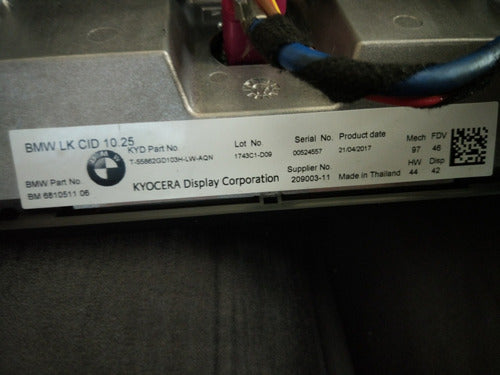 BMW LK CID 10.25
KYD Part No
T-55862GD103H-LW-AQN
Lot No.
1743C1-D09
Serial No.
00524557
Product date
21/04/2017
Mech FDV
97 46
BMW
BMW Part No
BM 6810511 06
KYOCERA Display Corporation
Supplier No.
209003-11
Made in Thailand
HW Disp
44 42